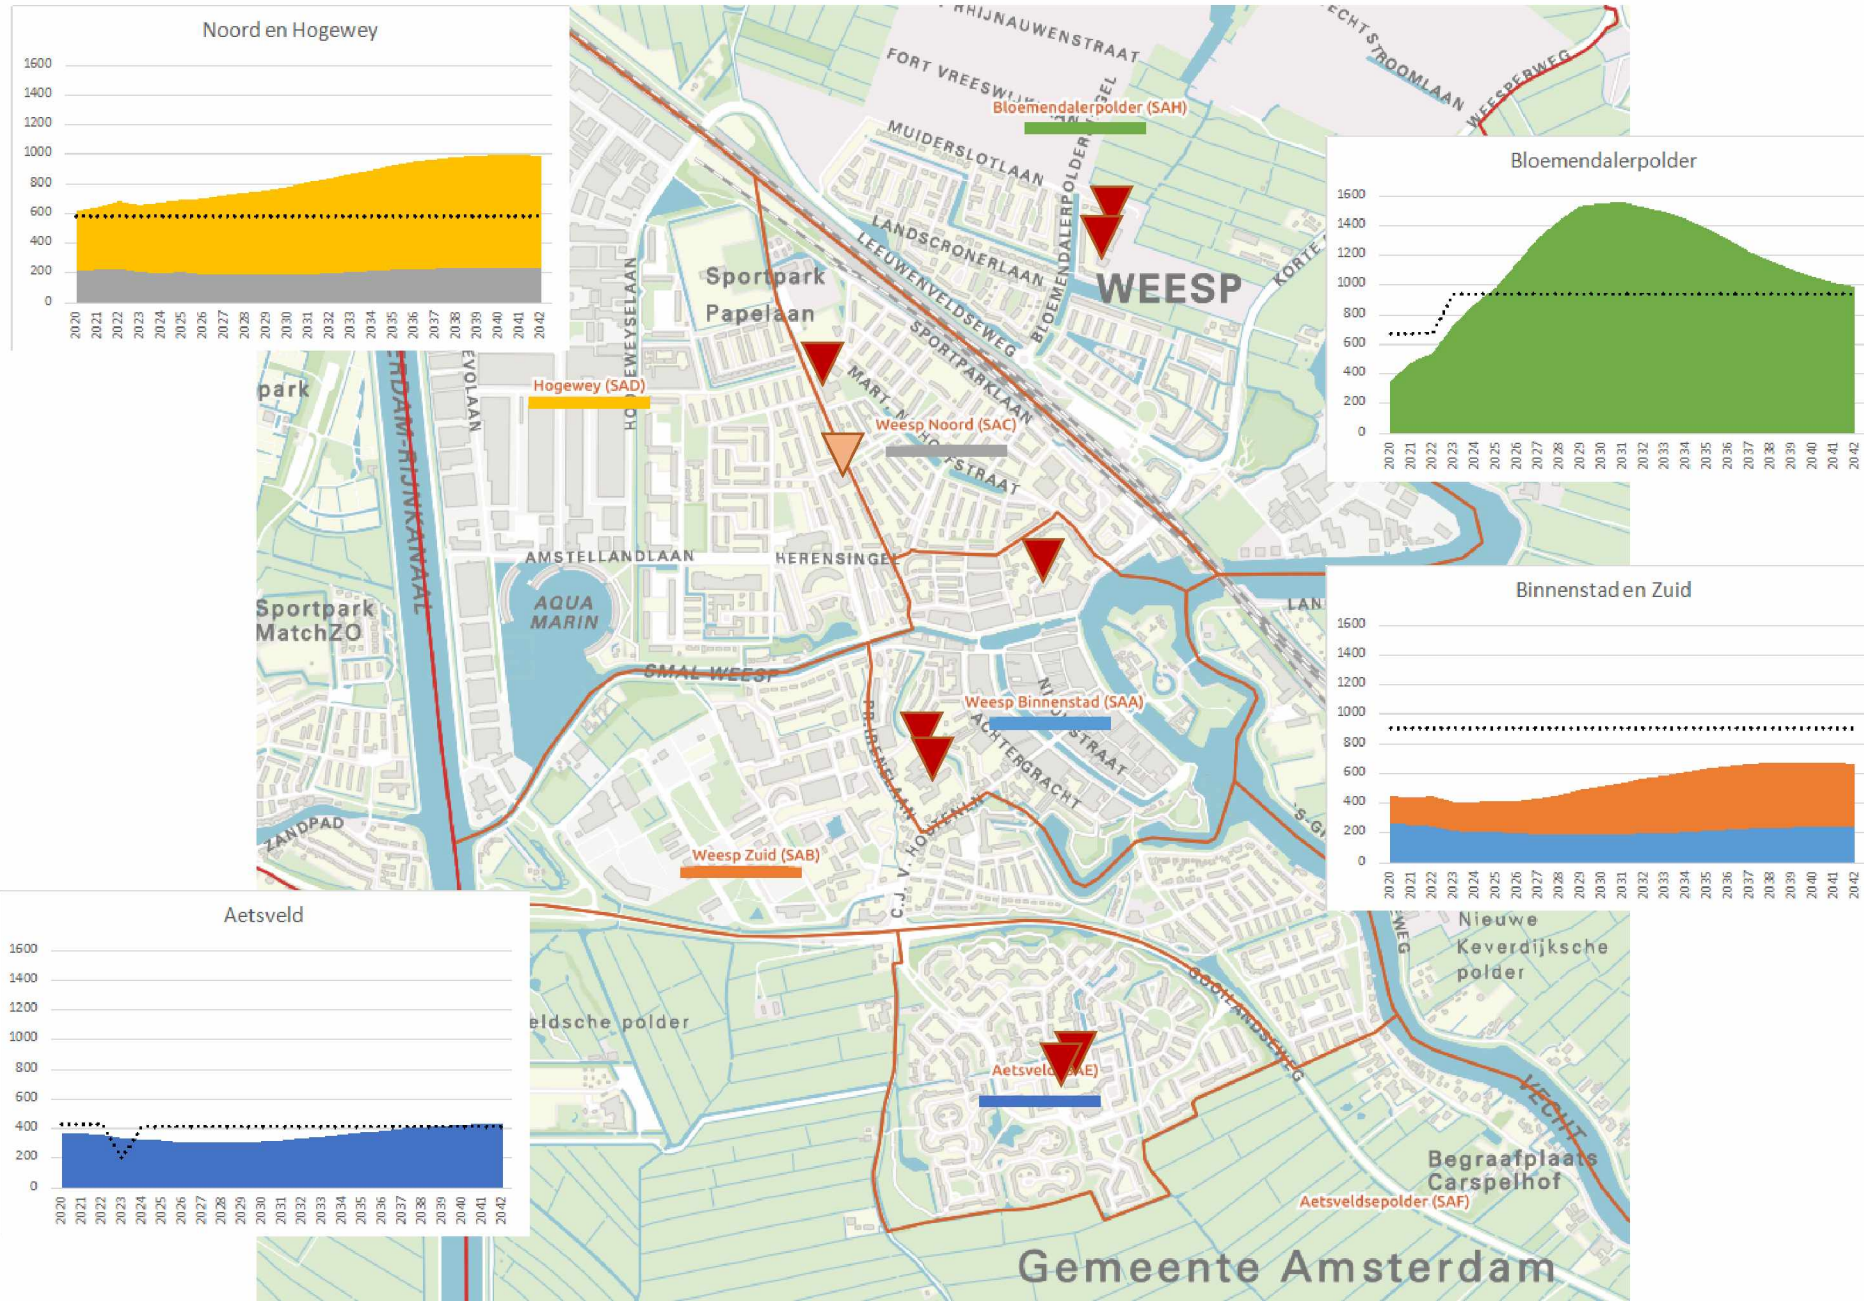 Noord en Hogewey
1600
1400
1200
1000
800
600
400
200
0
2020 2021 2022 2023 2024 2025 2026 2027 2028 2029 2030 2031 2032 2033 2034 2035 2036 2037 2038 2039 2040 2041 2042
FORT VREESWIJK
Bloemendalerpolder (SAH)
MUIDERSLOTLAAN
WEESPERWEG
BLOEMENDALERPOLDER
LANDSCRONERLAAN
LEEUWENVELDSEWEG
KORTE
WEESP
Bloemendalerpolder
1600
1400
1200
1000
800
600
400
200
0
2020 2021 2022 2023 2024 2025 2026 2027 2028 2029 2030 2031 2032 2033 2034 2035 2036 2037 2038 2039 2040 2041 2042
Sportpark
Papelaan
SPORTPARKLAAN
park
Hogewey (SAD)
MART.
Weesp Noord (SAC)
AMSTELLANDLAAN
HERENSINGEL
AQUA
MARIN
Sportpark
MatchZO
LAN
SMAL WEESP
Weesp Binnenstad (SAA)
ACHTERGRACHT
ZANDPAD
Weesp Zuid (SAB)
C.J. V. HOUTENLN
Binnenstad en Zuid
1600
1400
1200
1000
800
600
400
200
0
2020 2021 2022 2023 2024 2025 2026 2027 2028 2029 2030 2031 2032 2033 2034 2035 2036 2037 2038 2039 2040 2041 2042
Aetsveld
1600
1400
1200
1000
800
600
400
200
0
2020 2021 2022 2023 2024 2025 2026 2027 2028 2029 2030 2031 2032 2033 2034 2035 2036 2037 2038 2039 2040 2041 2042
eldsche polder
GOOILANDSEWEG
Nieuwe
Keverdijksche
polder
VECHT
Begraafplaats
Carspelhof
Aetsveldsepolder (SAF)
Gemeente Amsterdam